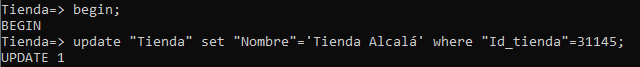 Tienda=> begin;
BEGIN
Tienda=> update "Tienda" set "Nombre"='Tienda Alcalá' where "Id_tienda"=31145;
UPDATE 1